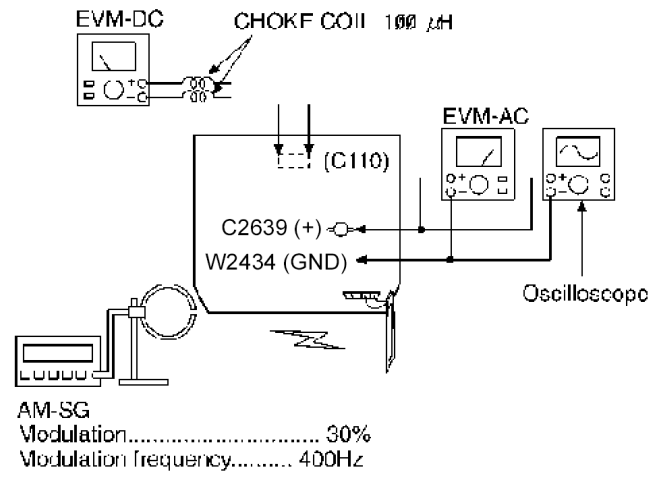 EVM-DC
CHOKE COIL 100 μH
EVM-AC
(C110)
C2639 (+)
W2434 (GND)
Oscilloscope
AM-SG
Modulation.............................. 30%
Modulation frequency.......... 400Hz